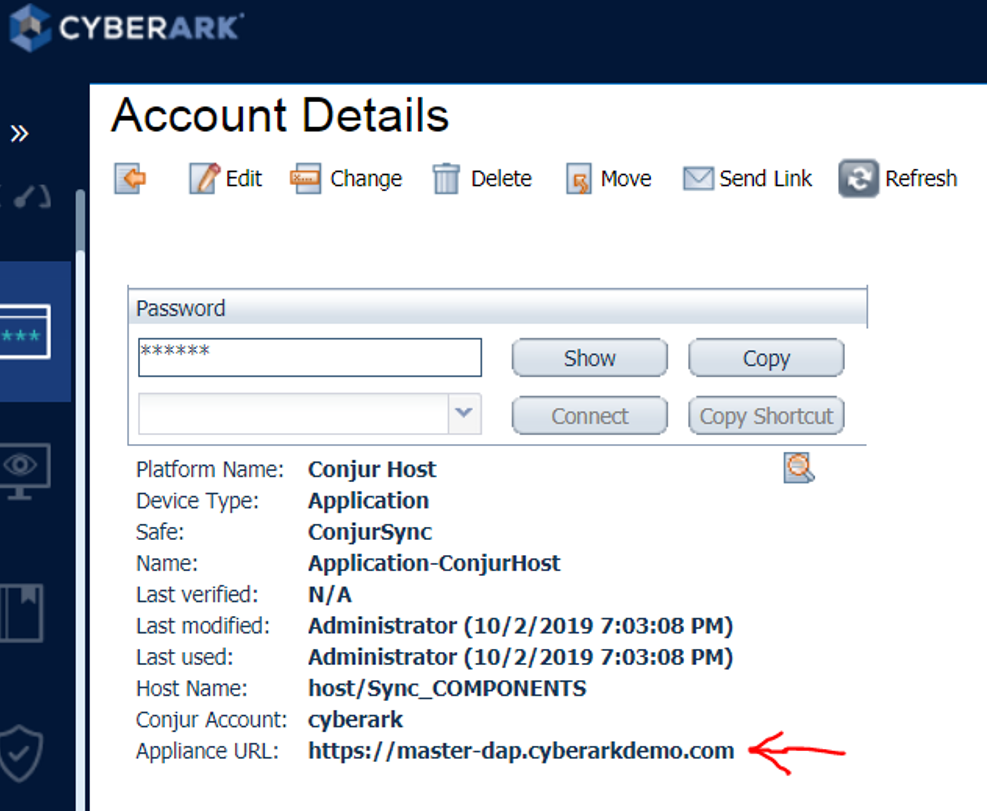 CYBERARK
»
Account Details
Edit Change Delete Move Send Link Refresh
Password
****** Show Copy
*** 
Connect Copy Shortcut
Platform Name: Conjur Host
Device Type: Application
Safe: ConjurSync
Name: Application-ConjurHost
Last verified: N/A
Last modified: Administrator (10/2/2019 7:03:08 PM)
Last used: Administrator (10/2/2019 7:03:08 PM)
Host Name: host/Sync_COMPONENTS
Conjur Account: cyberark
Appliance URL: https://master-dap.cyberarkdemo.com